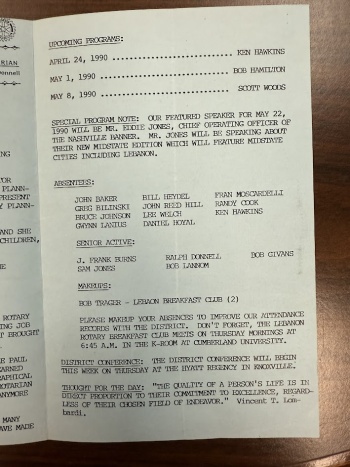 UPCOMING PROGRAMS:
APRIL 24, 1990 .............................. KEN HAWKINS
MAY 1, 1990 ................................. BOB HAMILTON
MAY 8, 1990 ................................. SCOTT WOODS
SPECIAL PROGRAM NOTE: OUR FEATURED SPEAKER FOR MAY 22,
1990 WILL BE MR. EDDIE JONES, CHIEF OPERATING OFFICER OF
THE NASHVILLE BANNER. MR. JONES WILL BE SPEAKING ABOUT
THEIR NEW MIDSTATE EDITION WHICH WILL FEATURE MIDSTATE
CITIES INCLUDING LEBANON.
ABSENTEES:
JOHN BAKER BILL HEYDEL FRAN MOSCARDELLI
GREG BILINSKI JOHN REED HILL RANDY COOK
BRUCE JOHNSON LEE WELCH KEN HAWKINS
GWYNN LANIUS DANIEL HOYAL
SENIOR ACTIVE:
J. FRANK BURNS RALPH DONNELL BOB GIVANS
SAM JONES BOB LANNOM
MAKEUPS:
BOB TRAGER - LEBAON BREAKFAST CLUB (2)
PLEASE MAKEUP YOUR ABSENCES TO IMPROVE OUR ATTENDANCE
RECORDS WITH THE DISTRICT. DON'T FORGET, THE LEBANON
ROTARY BREAKFAST CLUB MEETS ON THURSDAY MORNINGS AT
6:45 A.M. IN THE K-ROOM AT CUMBERLAND UNIVERSITY.
DISTRICT CONFERENCE: THE DISTRICT CONFERENCE WILL BEGIN
THIS WEEK ON THURSDAY AT THE HYATT REGENCY IN KNOXVILLE.
THOUGHT FOR THE DAY: "THE QUALITY OF A PERSON'S LIFE IS IN
DIRECT PROPORTION TO THEIR COMMITMENT TO EXCELLENCE, REGARD-
LESS OF THEIR CHOSEN FIELD OF ENDEAVOR." Vincent T. Lom-
bardi.